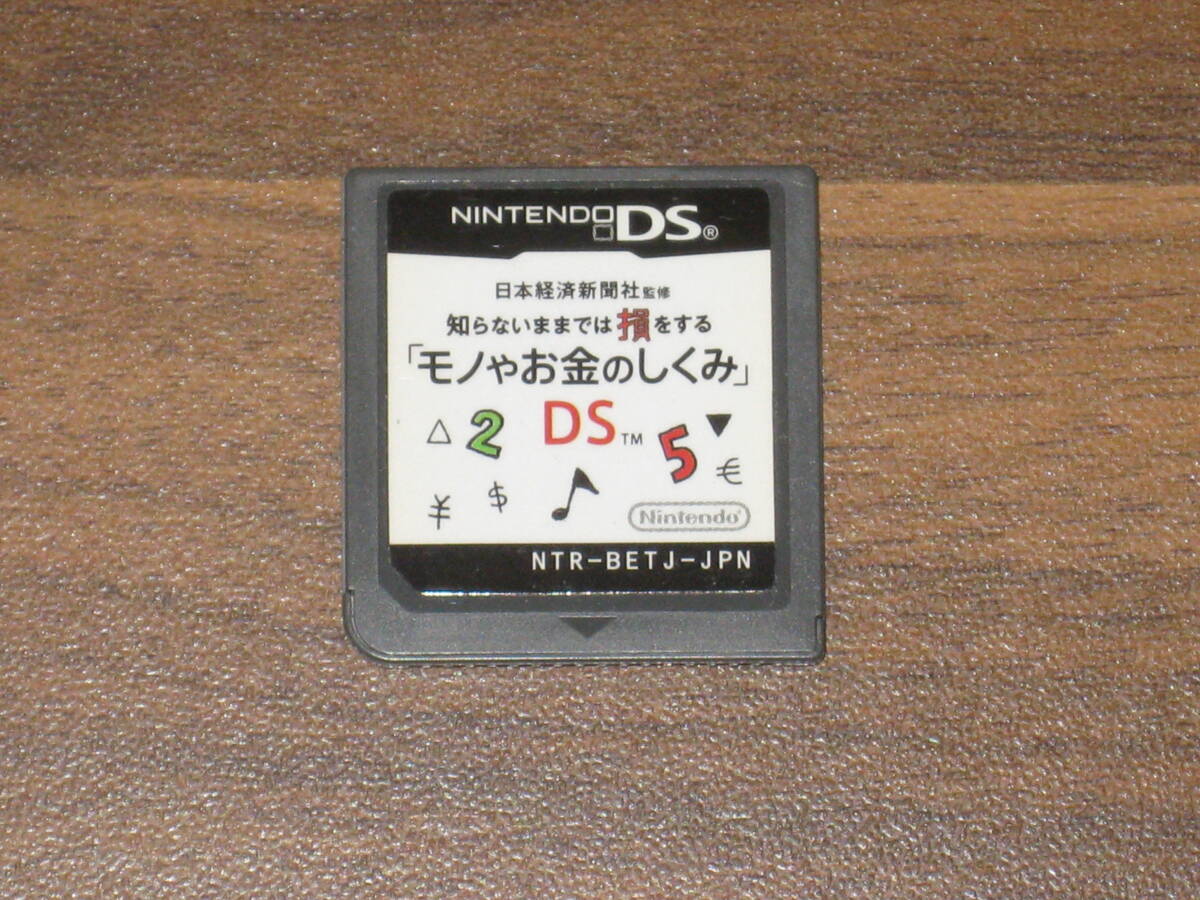 NINTENDO DS®
日本経済新聞社監修
知らないままでは損をする
「モノやお金のしくみ」
DS™
△ 2 5 ▼
¥ $ ♪ €
Nintendo®
NTR-BETJ-JPN